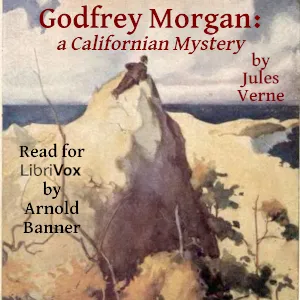 Godfrey Morgan:
a Californian Mystery
by
Jules
Verne
Read for
LibriVox
by
Arnold
Banner